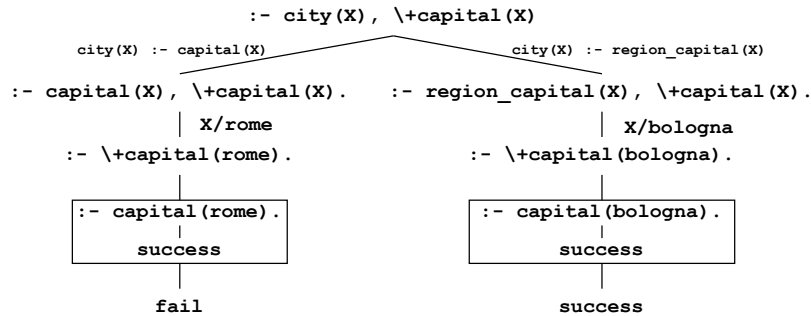 :- city(X), \+capital(X)
city(X) :- capital(X) city(X) :- region_capital(X)
:- capital(X), \+capital(X). :- region_capital(X), \+capital(X).
X/rome X/bologna
:- \+capital(rome). :- \+capital(bologna).
:- capital(rome). :- capital(bologna).
success success
fail success